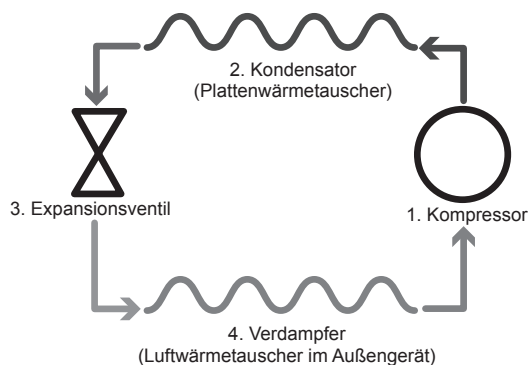 2. Kondensator
(Plattenwärmetauscher)
3. Expansionsventil
1. Kompressor
4. Verdampfer
(Luftwärmetauscher im Außengerät)